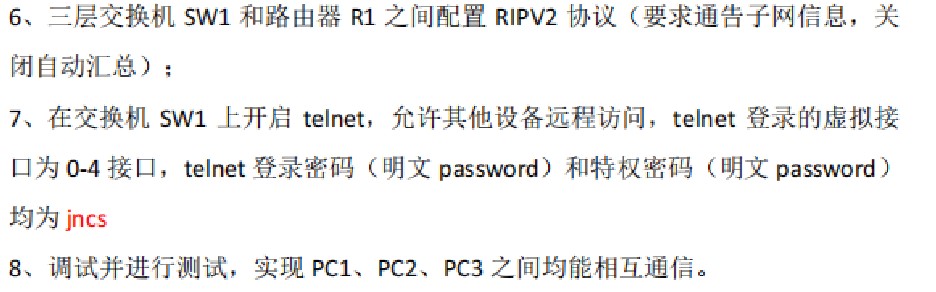 6、三层交换机 SW1 和路由器 R1 之间配置 RIPV2 协议（要求通告子网信息，关
闭自动汇总）；
7、在交换机 SW1 上开启 telnet，允许其他设备远程访问，telnet 登录的虚拟接
口为 0-4 接口，telnet 登录密码（明文 password）和特权密码（明文 password）
均为 jncs
8、调试并进行测试，实现 PC1、PC2、PC3 之间均能相互通信。